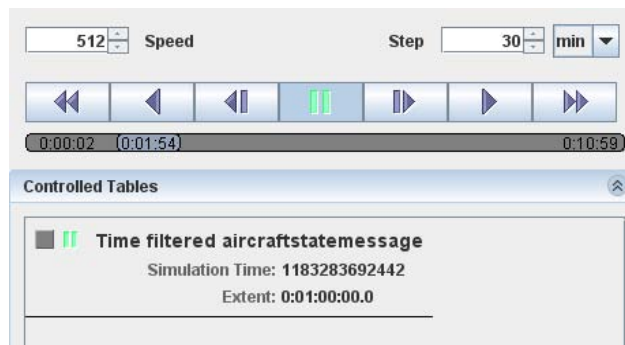 512 Speed Step 30 min
0:00:02 (0:01:54) 0:10:59
Controlled Tables
Time filtered aircraftstatemessage
Simulation Time: 1183283692442
Extent: 0:01:00:00.0